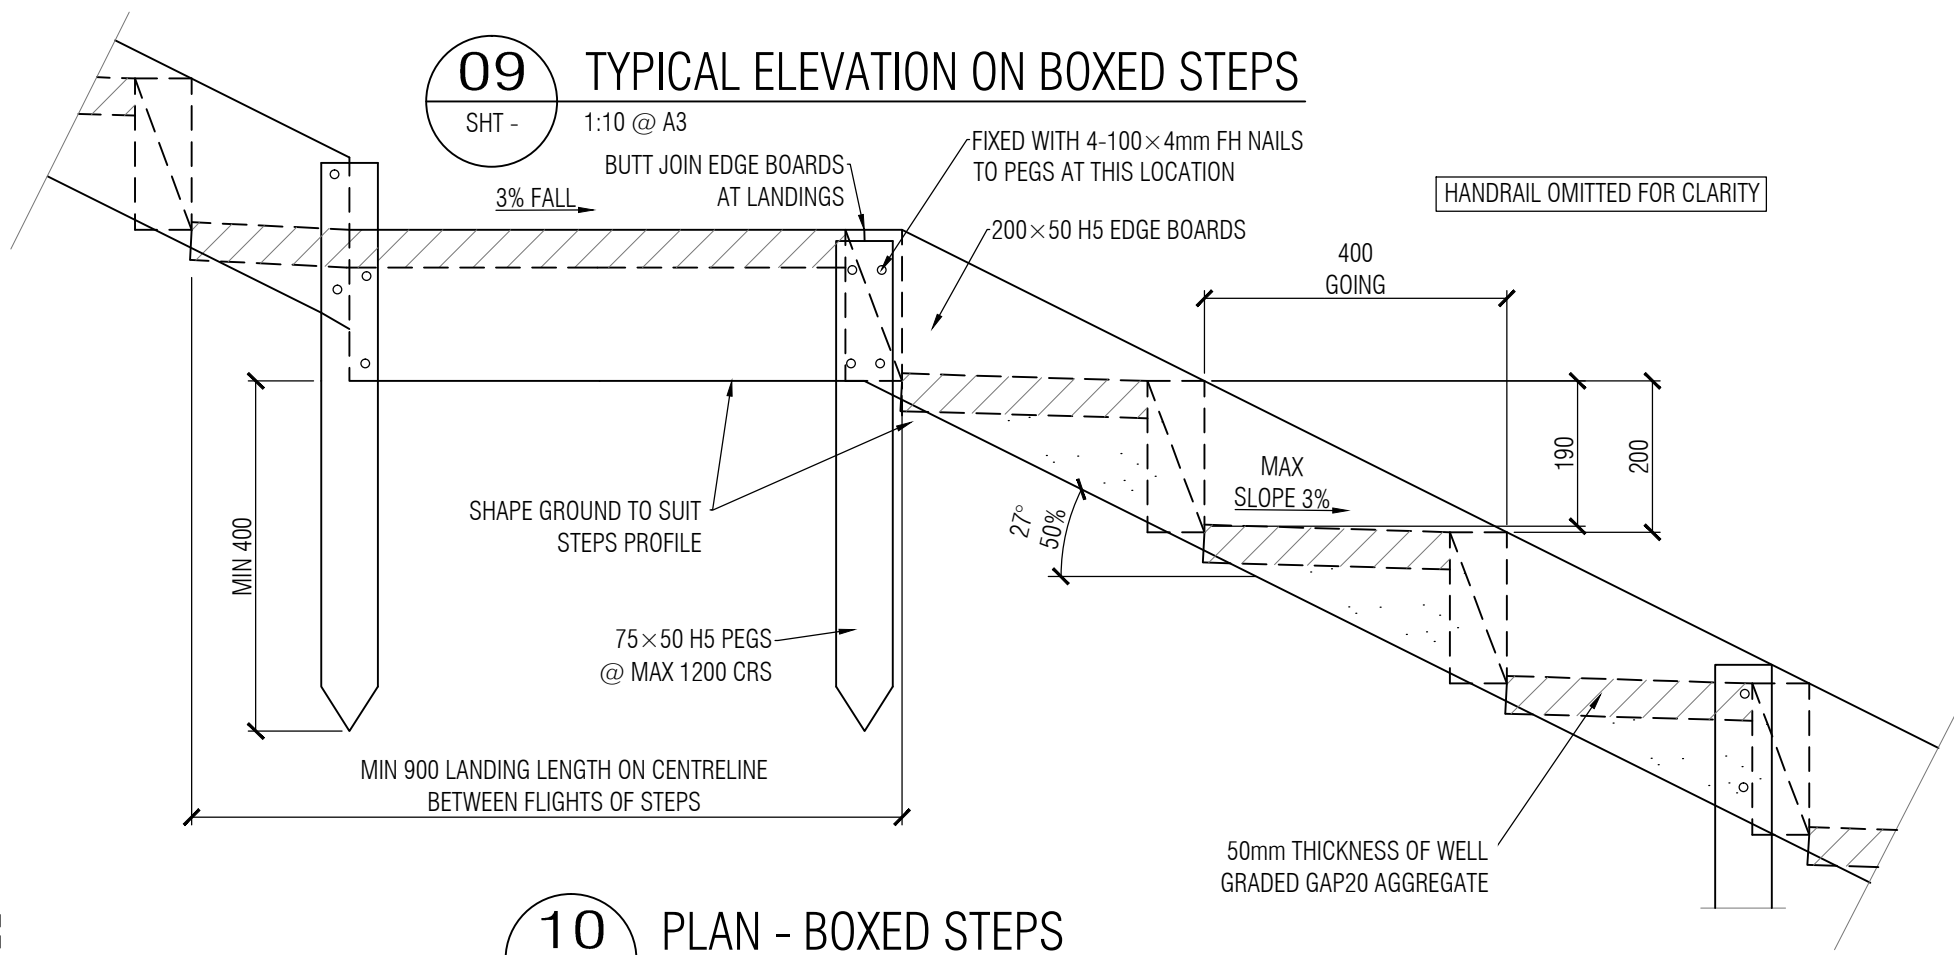 09
TYPICAL ELEVATION ON BOXED STEPS
SHT -
1:10 @ A3
BUTT JOIN EDGE BOARDS
AT LANDINGS
FIXED WITH 4-100×4mm FH NAILS
TO PEGS AT THIS LOCATION
HANDRAIL OMITTED FOR CLARITY
3% FALL
200×50 H5 EDGE BOARDS
400
GOING
190
200
MAX
SLOPE 3%
27°
50%
SHAPE GROUND TO SUIT
STEPS PROFILE
MIN 400
75×50 H5 PEGS
@ MAX 1200 CRS
MIN 900 LANDING LENGTH ON CENTRELINE
BETWEEN FLIGHTS OF STEPS
50mm THICKNESS OF WELL
GRADED GAP20 AGGREGATE
10
PLAN - BOXED STEPS